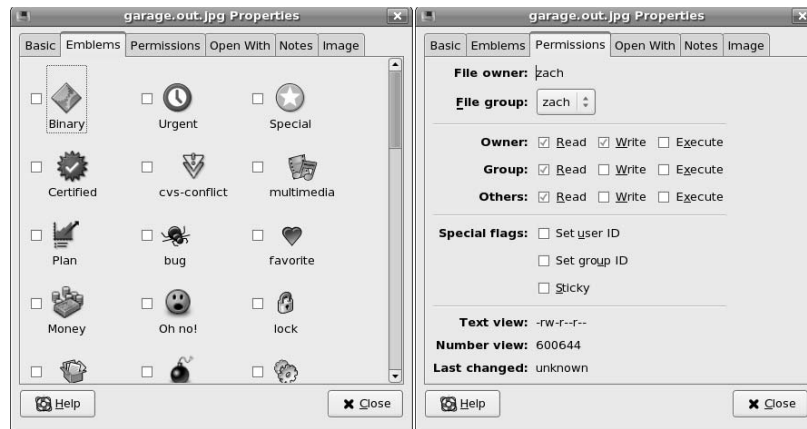 garage.out.jpg Properties
Basic Emblems Permissions Open With Notes Image
Binary Urgent Special
Certified cvs-conflict multimedia
Plan bug favorite
Money Oh no! lock
Help Close
garage.out.jpg Properties
Basic Emblems Permissions Open With Notes Image
File owner: zach
File group: zach
Owner: Read Write Execute
Group: Read Write Execute
Others: Read Write Execute
Special flags: Set user ID
Set group ID
Sticky
Text view: -rw-r--r--
Number view: 600644
Last changed: unknown
Help Close